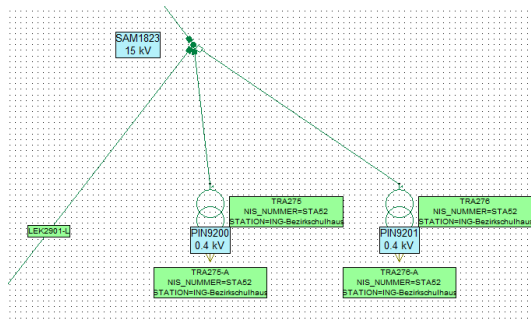 SAM1823
15 kV
TRA275
NIS_NUMMER=STA52
STATION=ING-Bezirkschulhaus
TRA276
NIS_NUMMER=STA52
STATION=ING-Bezirkschulhaus
LEK2901-L
PIN9200
0.4 kV
PIN9201
0.4 kV
TRA275-A
NIS_NUMMER=STA52
STATION=ING-Bezirkschulhaus
TRA276-A
NIS_NUMMER=STA52
STATION=ING-Bezirkschulhaus